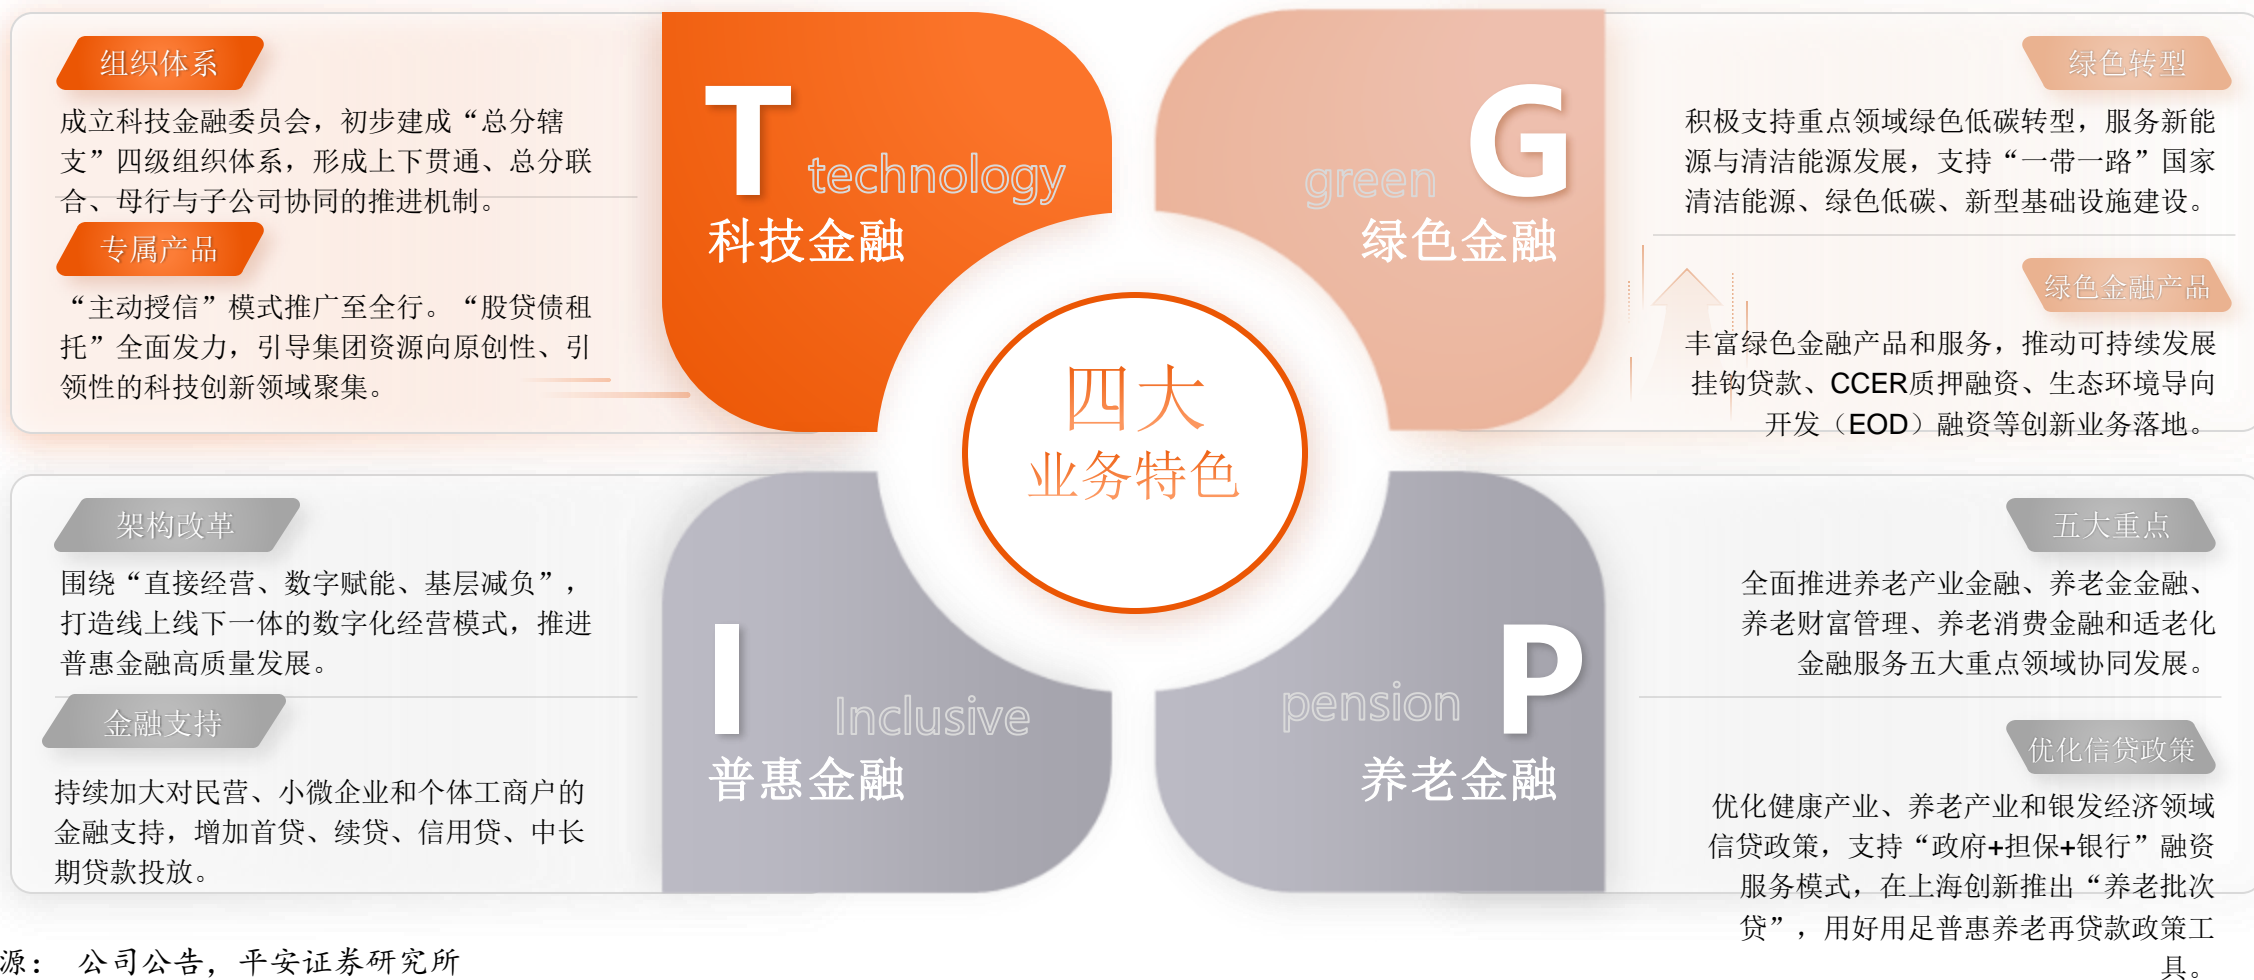 组织体系
成立科技金融委员会，初步建成“总分辖
支”四级组织体系，形成上下贯通、总分联
合、母行与子公司协同的推进机制。
专属产品
“主动授信”模式推广至全行。“股贷债租
托”全面发力，引导集团资源向原创性、引
领性的科技创新领域聚集。
T
technology
科技金融
G
green
绿色金融
绿色转型
积极支持重点领域绿色低碳转型，服务新能
源与清洁能源发展，支持“一带一路”国家
清洁能源、绿色低碳、新型基础设施建设。
绿色金融产品
丰富绿色金融产品和服务，推动可持续发展
挂钩贷款、CCER质押融资、生态环境导向
开发（EOD）融资等创新业务落地。
四大
业务特色
架构改革
围绕“直接经营、数字赋能、基层减负”，
打造线上线下一体的数字化经营模式，推进
普惠金融高质量发展。
金融支持
持续加大对民营、小微企业和个体工商户的
金融支持，增加首贷、续贷、信用贷、中长
期贷款投放。
I
Inclusive
普惠金融
P
pension
养老金融
五大重点
全面推进养老产业金融、养老金金融、
养老财富管理、养老消费金融和适老化
金融服务五大重点领域协同发展。
优化信贷政策
优化健康产业、养老产业和银发经济领域
信贷政策，支持“政府+担保+银行”融资
服务模式，在上海创新推出“养老批次
贷”，用好用足普惠养老再贷款政策工
具。
源： 公司公告，平安证券研究所